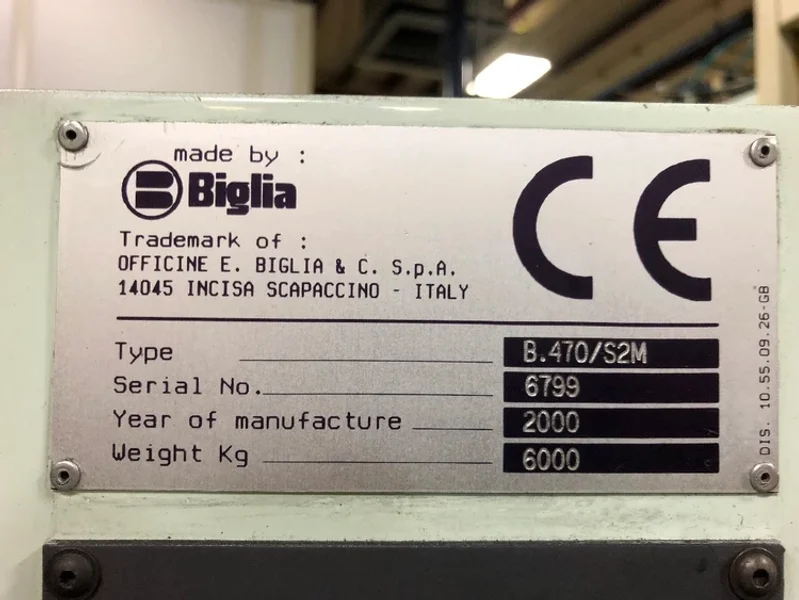 made by :
Biglia
CE
Trademark of :
OFFICINE E. BIGLIA & C. S.p.A.
14045 INCISA SCAPACCINO - ITALY
Type B.470/S2M
Serial No. 6799
Year of manufacture 2000
Weight Kg 6000
DIS. 10.55.09.26-GB